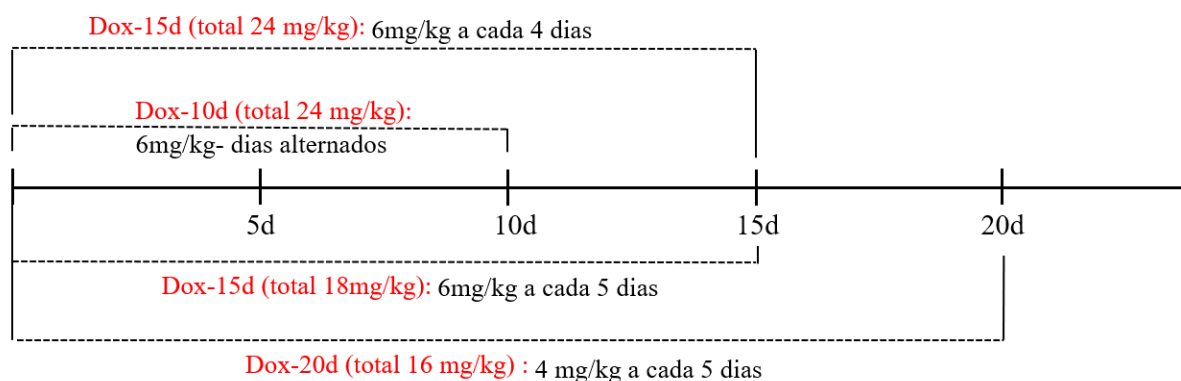 Dox-15d (total 24 mg/kg): 6mg/kg a cada 4 dias
Dox-10d (total 24 mg/kg):
6mg/kg- dias alternados
5d 10d 15d 20d
Dox-15d (total 18mg/kg): 6mg/kg a cada 5 dias
Dox-20d (total 16 mg/kg) : 4 mg/kg a cada 5 dias